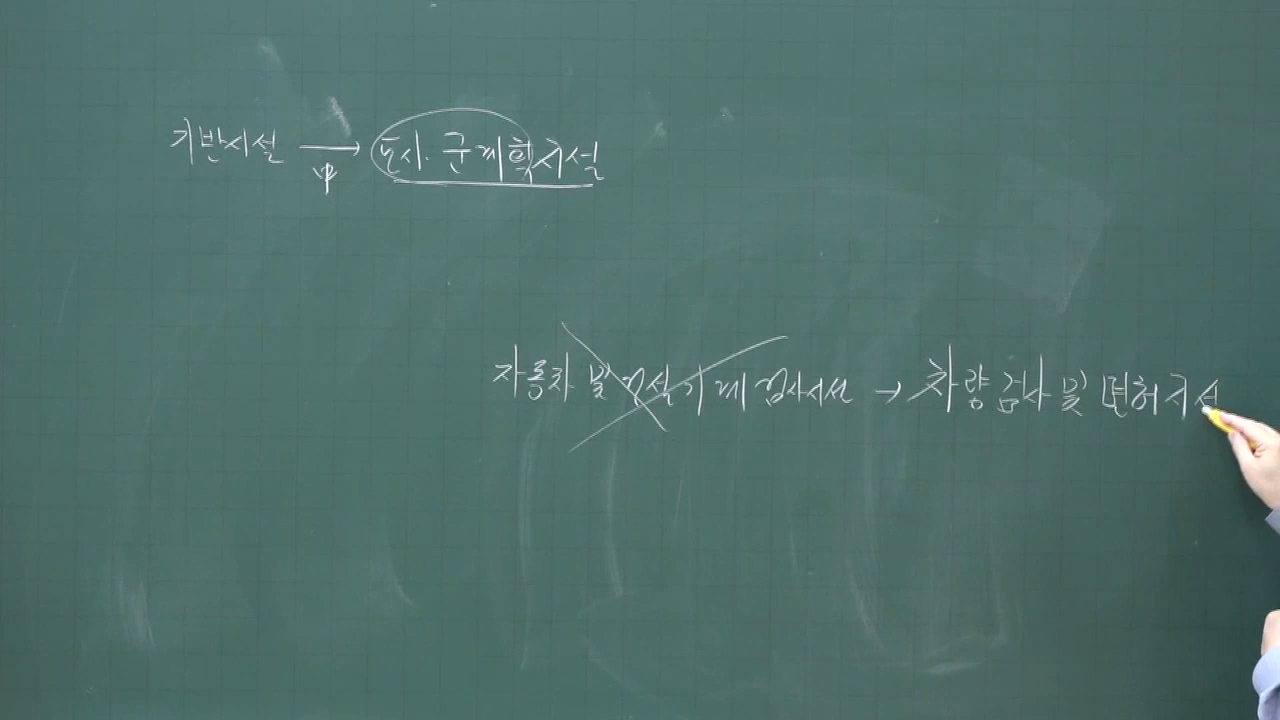 기반시설 → 도시·군계획시설
中
자동차 및 건설기계 검사시설 → 차량 검사 및 면허시설